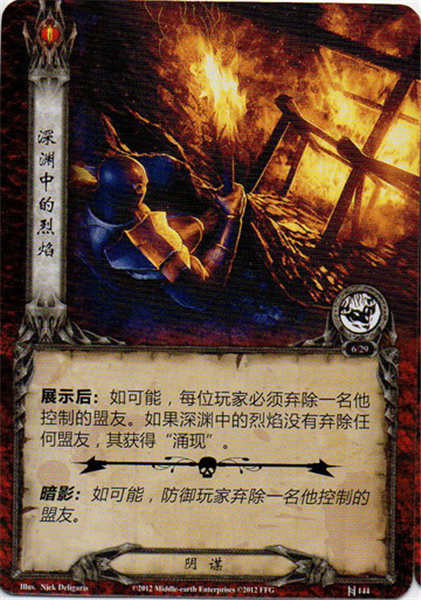 深渊中的烈焰
6/29
展示后：如可能，每位玩家必须弃除一名他
控制的盟友。如果深渊中的烈焰没有弃除任
何盟友，其获得“涌现”。
暗影：如可能，防御玩家弃除一名他控制的
盟友。
阴谋
Illus. Nick Deligaris
©2012 Middle-earth Enterprises ©2012 FFG
144